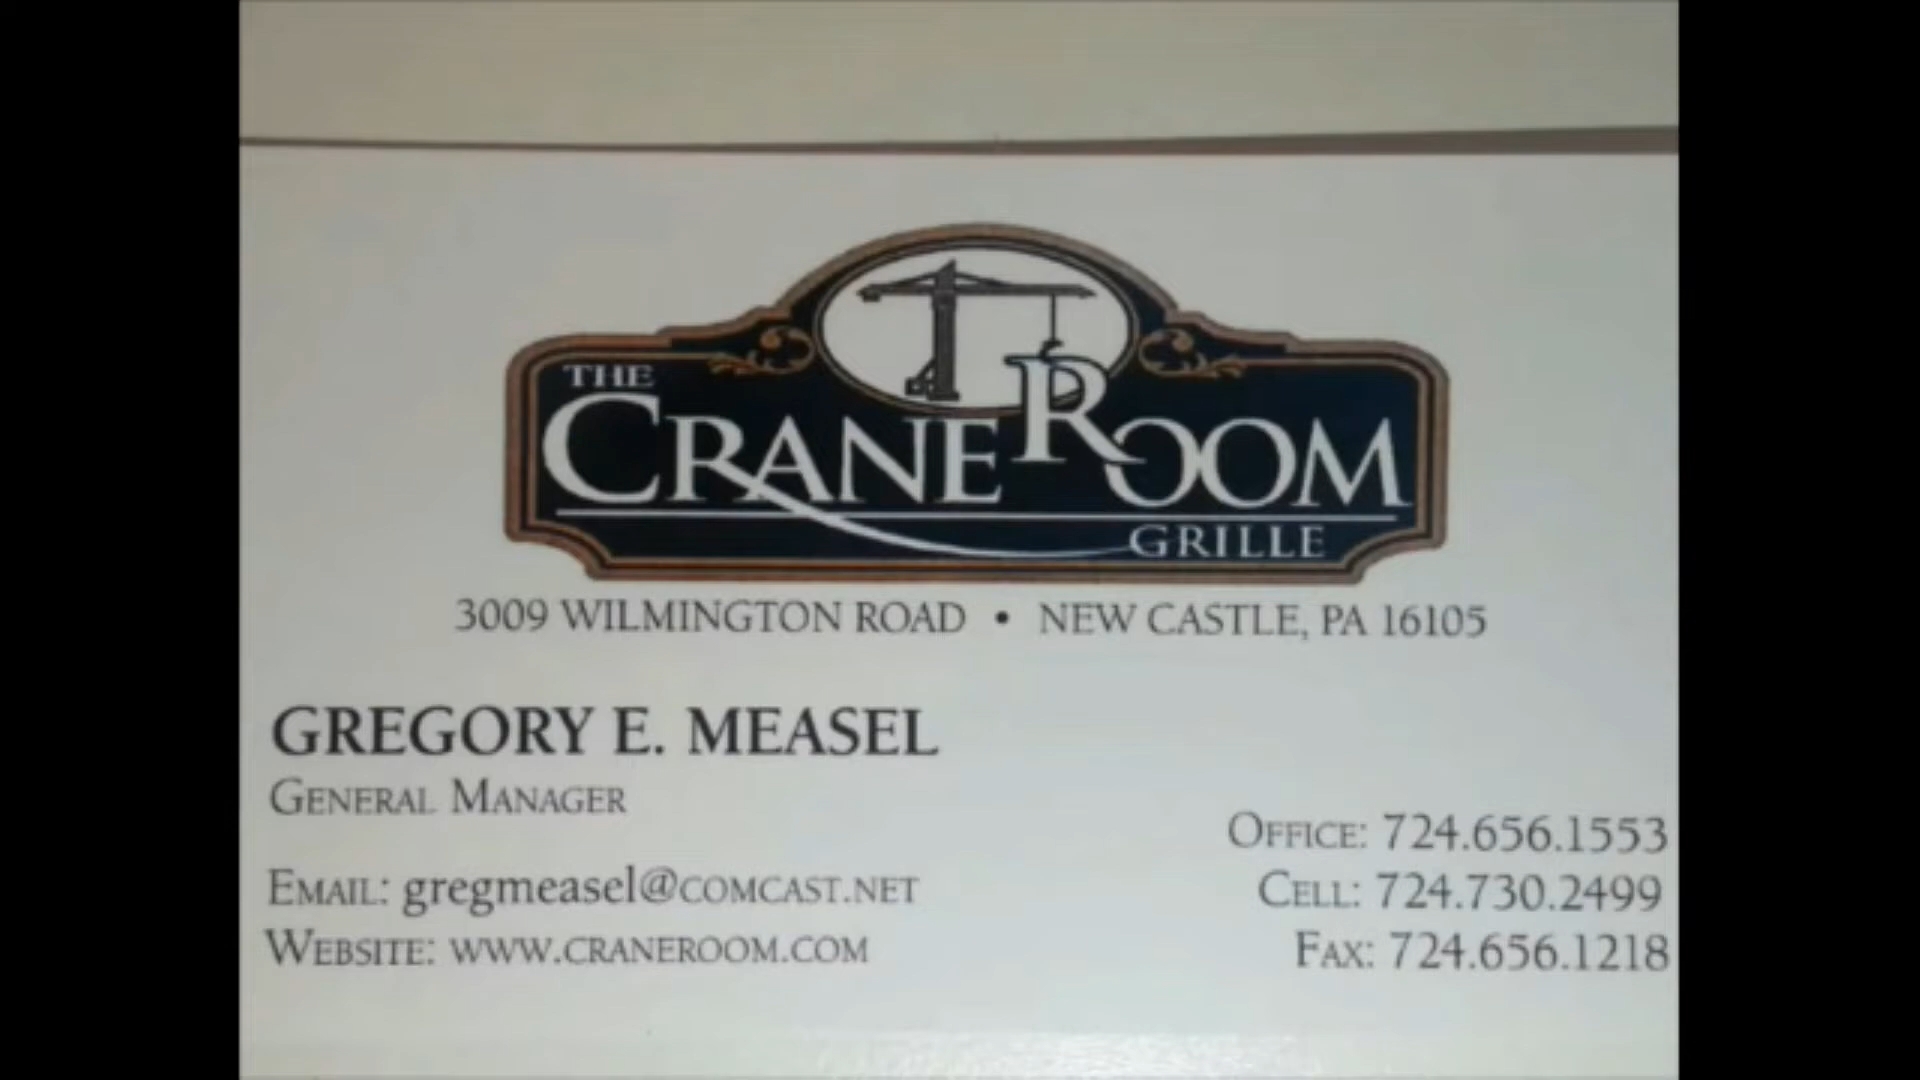 THE
CRANE ROOM
GRILLE
3009 WILMINGTON ROAD • NEW CASTLE, PA 16105
GREGORY E. MEASEL
GENERAL MANAGER
OFFICE: 724.656.1553
EMAIL: gregmeasel@COMCAST.NET
CELL: 724.730.2499
WEBSITE: WWW.CRANEROOM.COM
FAX: 724.656.1218